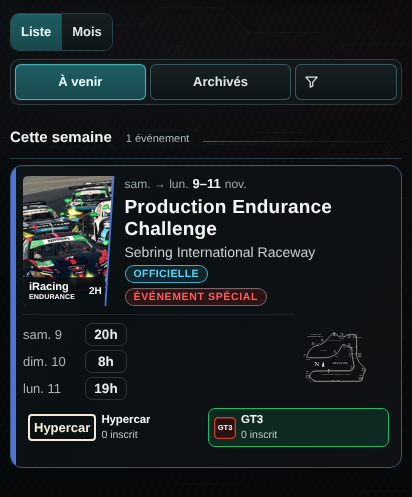 Liste Mois
À venir Archivés
Cette semaine 1 événement
sam. → lun. 9–11 nov.
Production Endurance
Challenge
Sebring International Raceway
OFFICIELLE
ÉVÉNEMENT SPÉCIAL
iRacing
ENDURANCE 2H
sam. 9 20h
dim. 10 8h
lun. 11 19h
Hypercar Hypercar
0 inscrit
GT3 GT3
0 inscrit